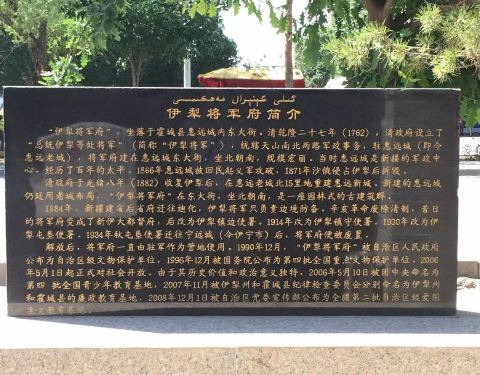 ئىلى گېنېرال مەھكىمىسى
伊犁将军府简介
“伊犁将军府”，坐落于霍城县惠远城内东大街。清乾隆二十七年（1762），清政府设立了
“总统伊犁等处将军”（简称“伊犁将军”），统辖天山南北两路军政事务，驻惠远城（即今
惠远老城），将军府建在惠远城东大街，坐北朝南，规模宏丽。当时惠远城是新疆的军政中
心，经历了百年的太平。1866年惠远城被回民起义军攻破，1871年沙俄侵占伊犁后拆毁。
清政府于光绪八年（1882）收复伊犁后，在惠远老城北15里地重建惠远新城，新建的惠远城
仍延用老城布局。“伊犁将军府”在东大街，坐北朝南，是一座园林式的古建筑群。
1884年，新疆建省后省府迁往迪化，伊犁将军只负责边境防务。辛亥革命废除清制，昔日
的将军府变成了新伊大都督府，后改为伊犁镇边使署。1914年改为伊犁镇守使署。1930年改为伊
犁屯垦使署。1934年秋屯垦使署迁往宁远城（今伊宁市）后，将军府便被废置。
解放后，将军府一直由驻军作为营地使用。1990年12月，“伊犁将军府”被自治区人民政府
公布为自治区级文物保护单位。1996年12月被国务院公布为第四批全国重点文物保护单位。2006
年5月1日起正式对社会开放。由于其历史价值和政治意义独特，2006年5月10日被团中央命名为
第四批全国青少年教育基地，2007年11月被伊犁州和霍城县纪律检查委员会分别命名为伊犁州
和霍城县的廉政教育基地，2008年12月1日被自治区党委宣传部公布为全疆第二批自治区级爱国
主义教育基地。